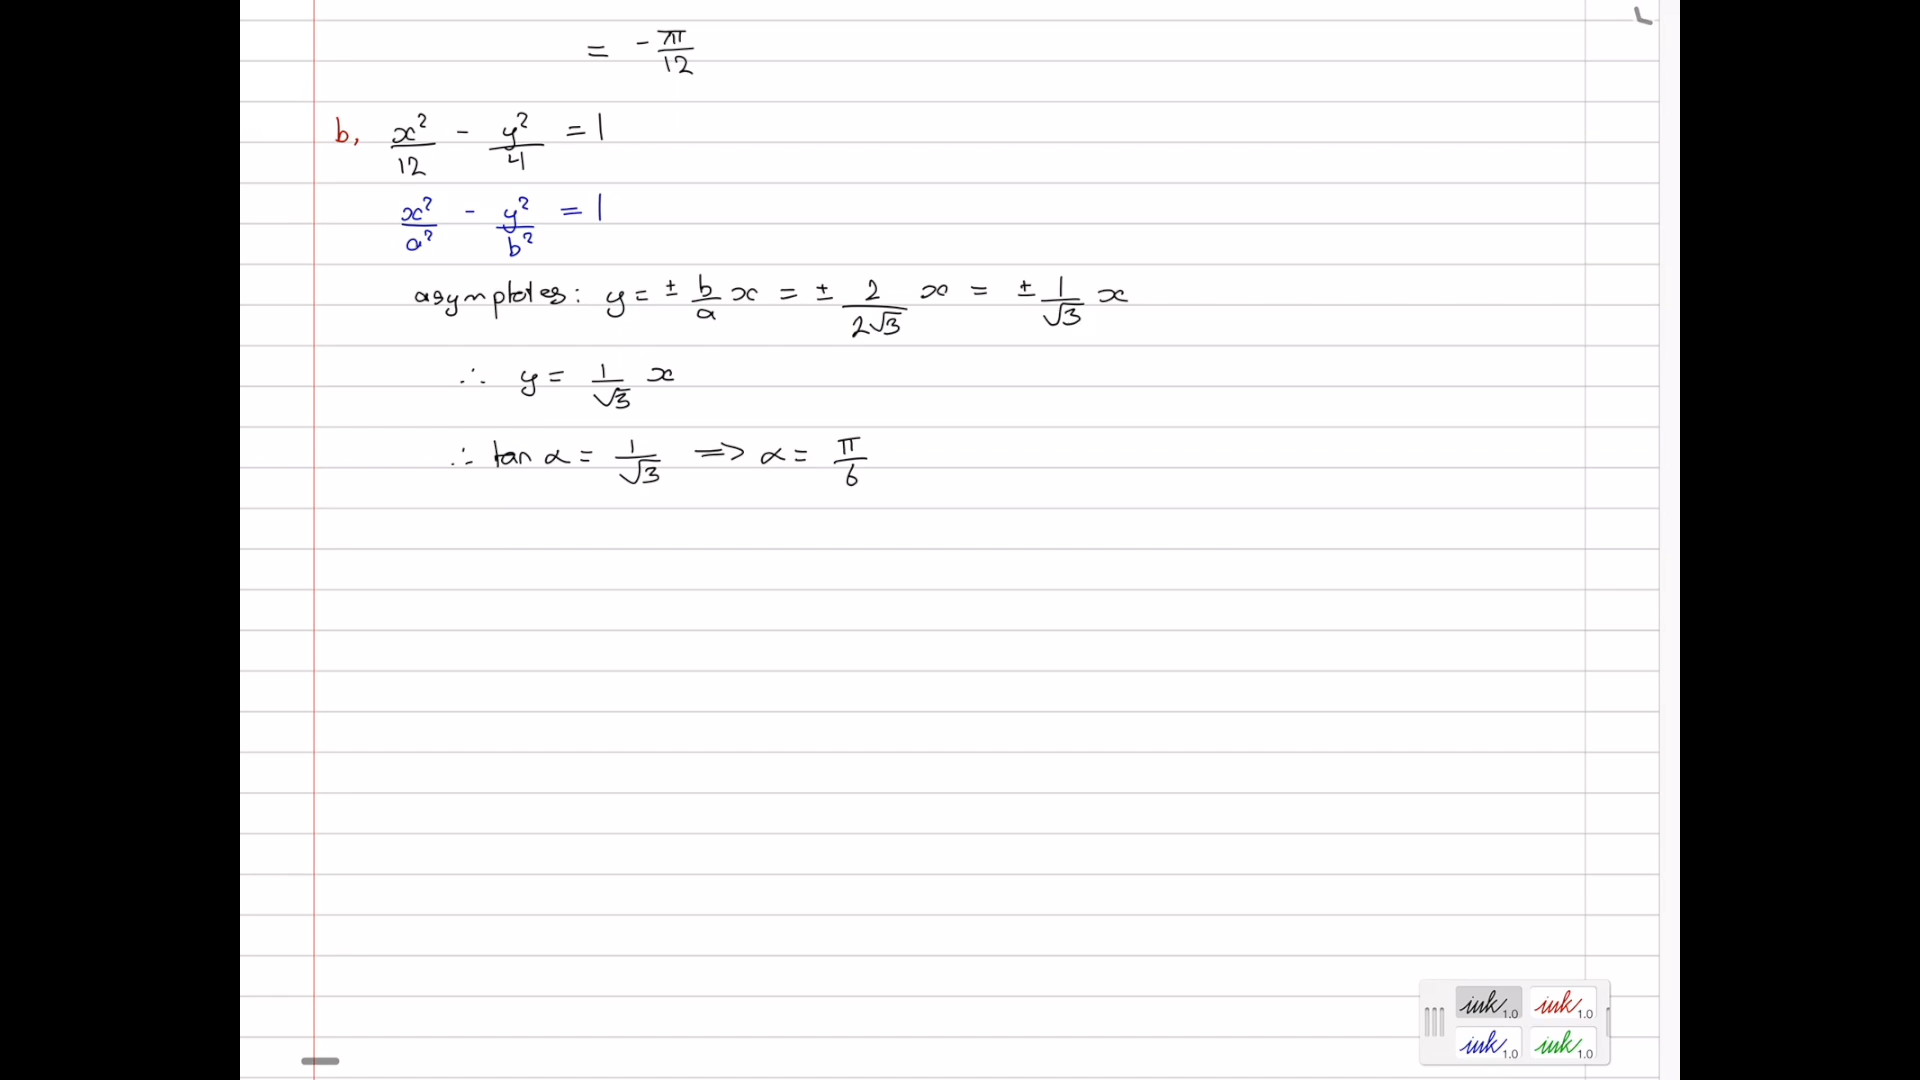 = -π/12
b, x²/12 - y²/4 = 1
x²/a² - y²/b² = 1
asymptotes: y = ± b/a x = ± 2/2√3 x = ± 1/√3 x
∴ y = 1/√3 x
∴ tan α = 1/√3 => α = π/6
ink 1.0 ink 1.0
ink 1.0 ink 1.0